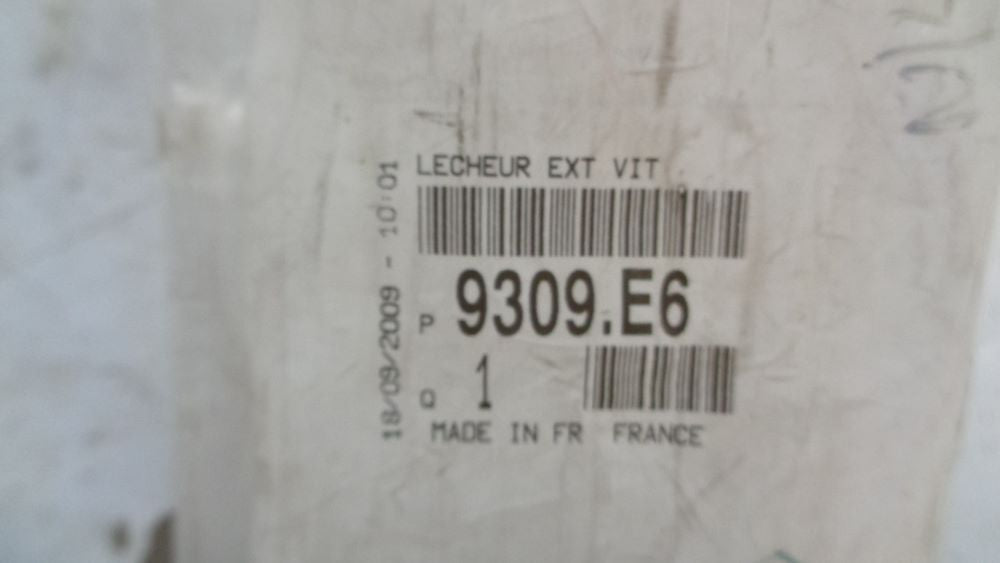 LECHEUR EXT VIT
P 9309.E6
Q 1
MADE IN FR FRANCE
18/09/2009 - 10:01